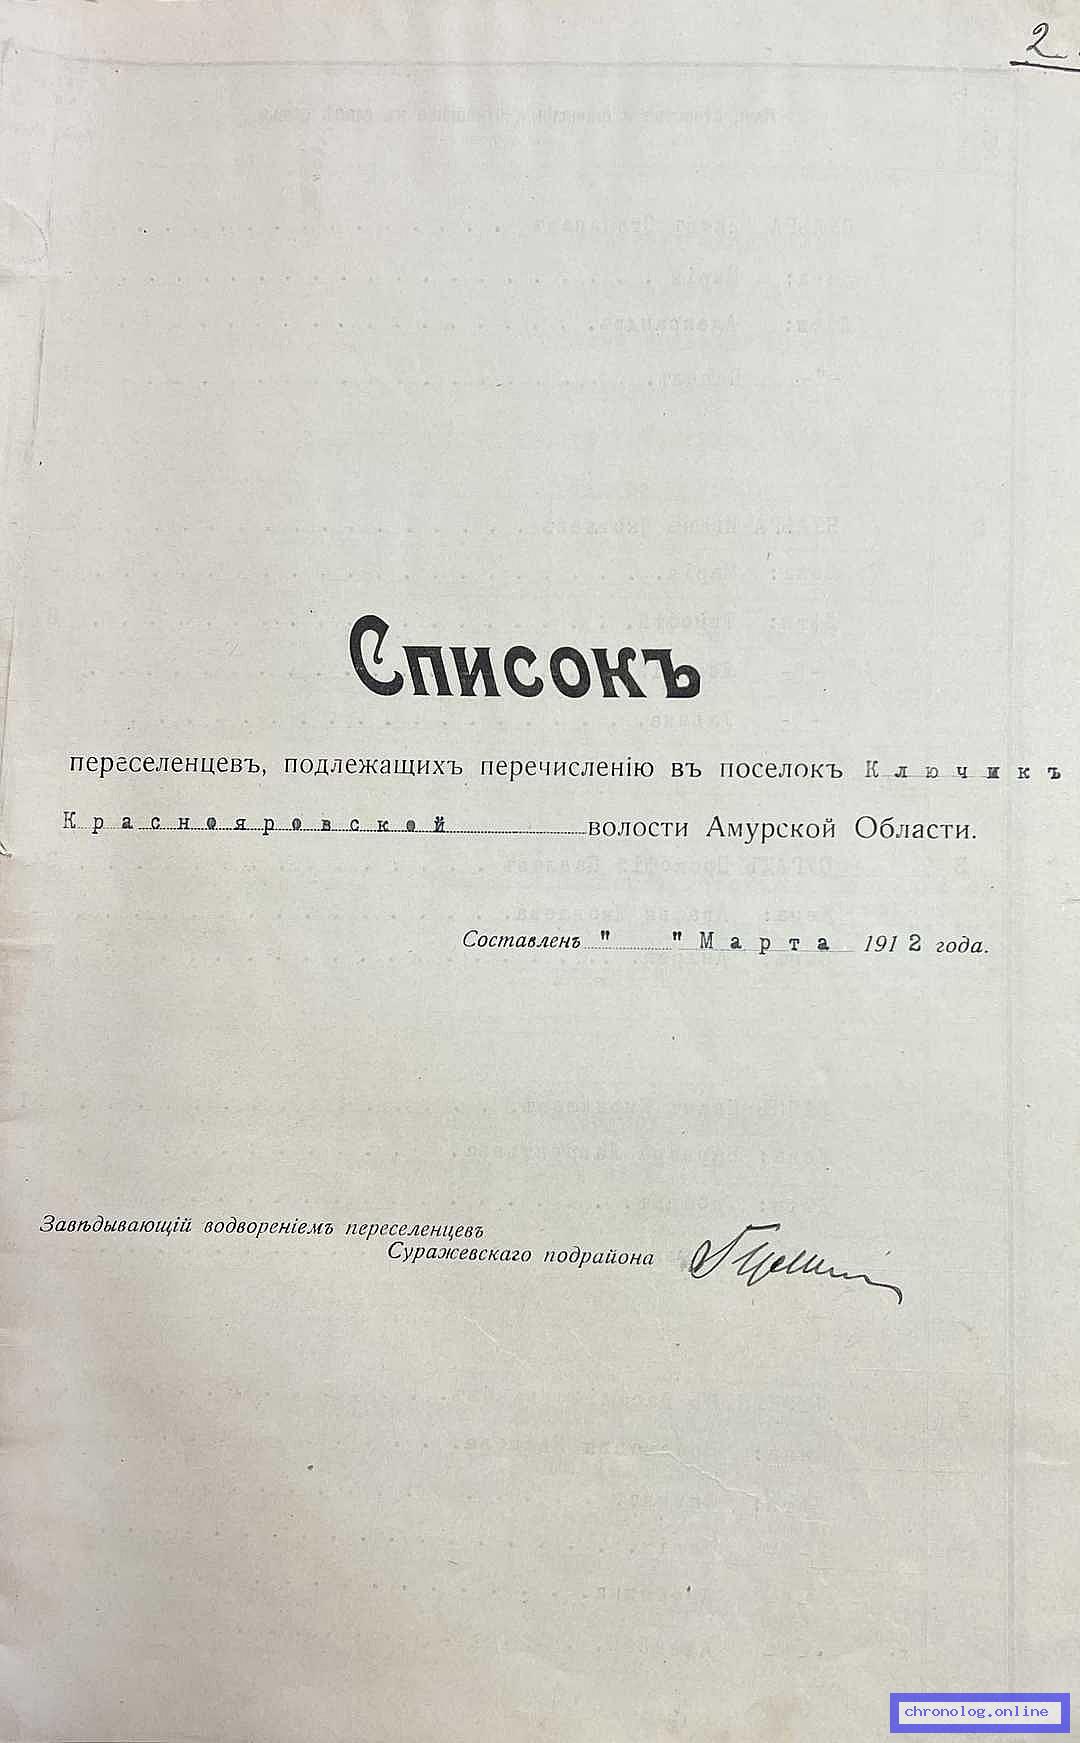 2.
Списокъ
переселенцевъ, подлежащихъ перечисленію въ поселокъ Ключикъ
Краснояровской волости Амурской Области.
Составленъ " " Марта 1912 года.
Завѣдывающій водвореніемъ переселенцевъ
Суражевскаго подрайона
chronolog.online